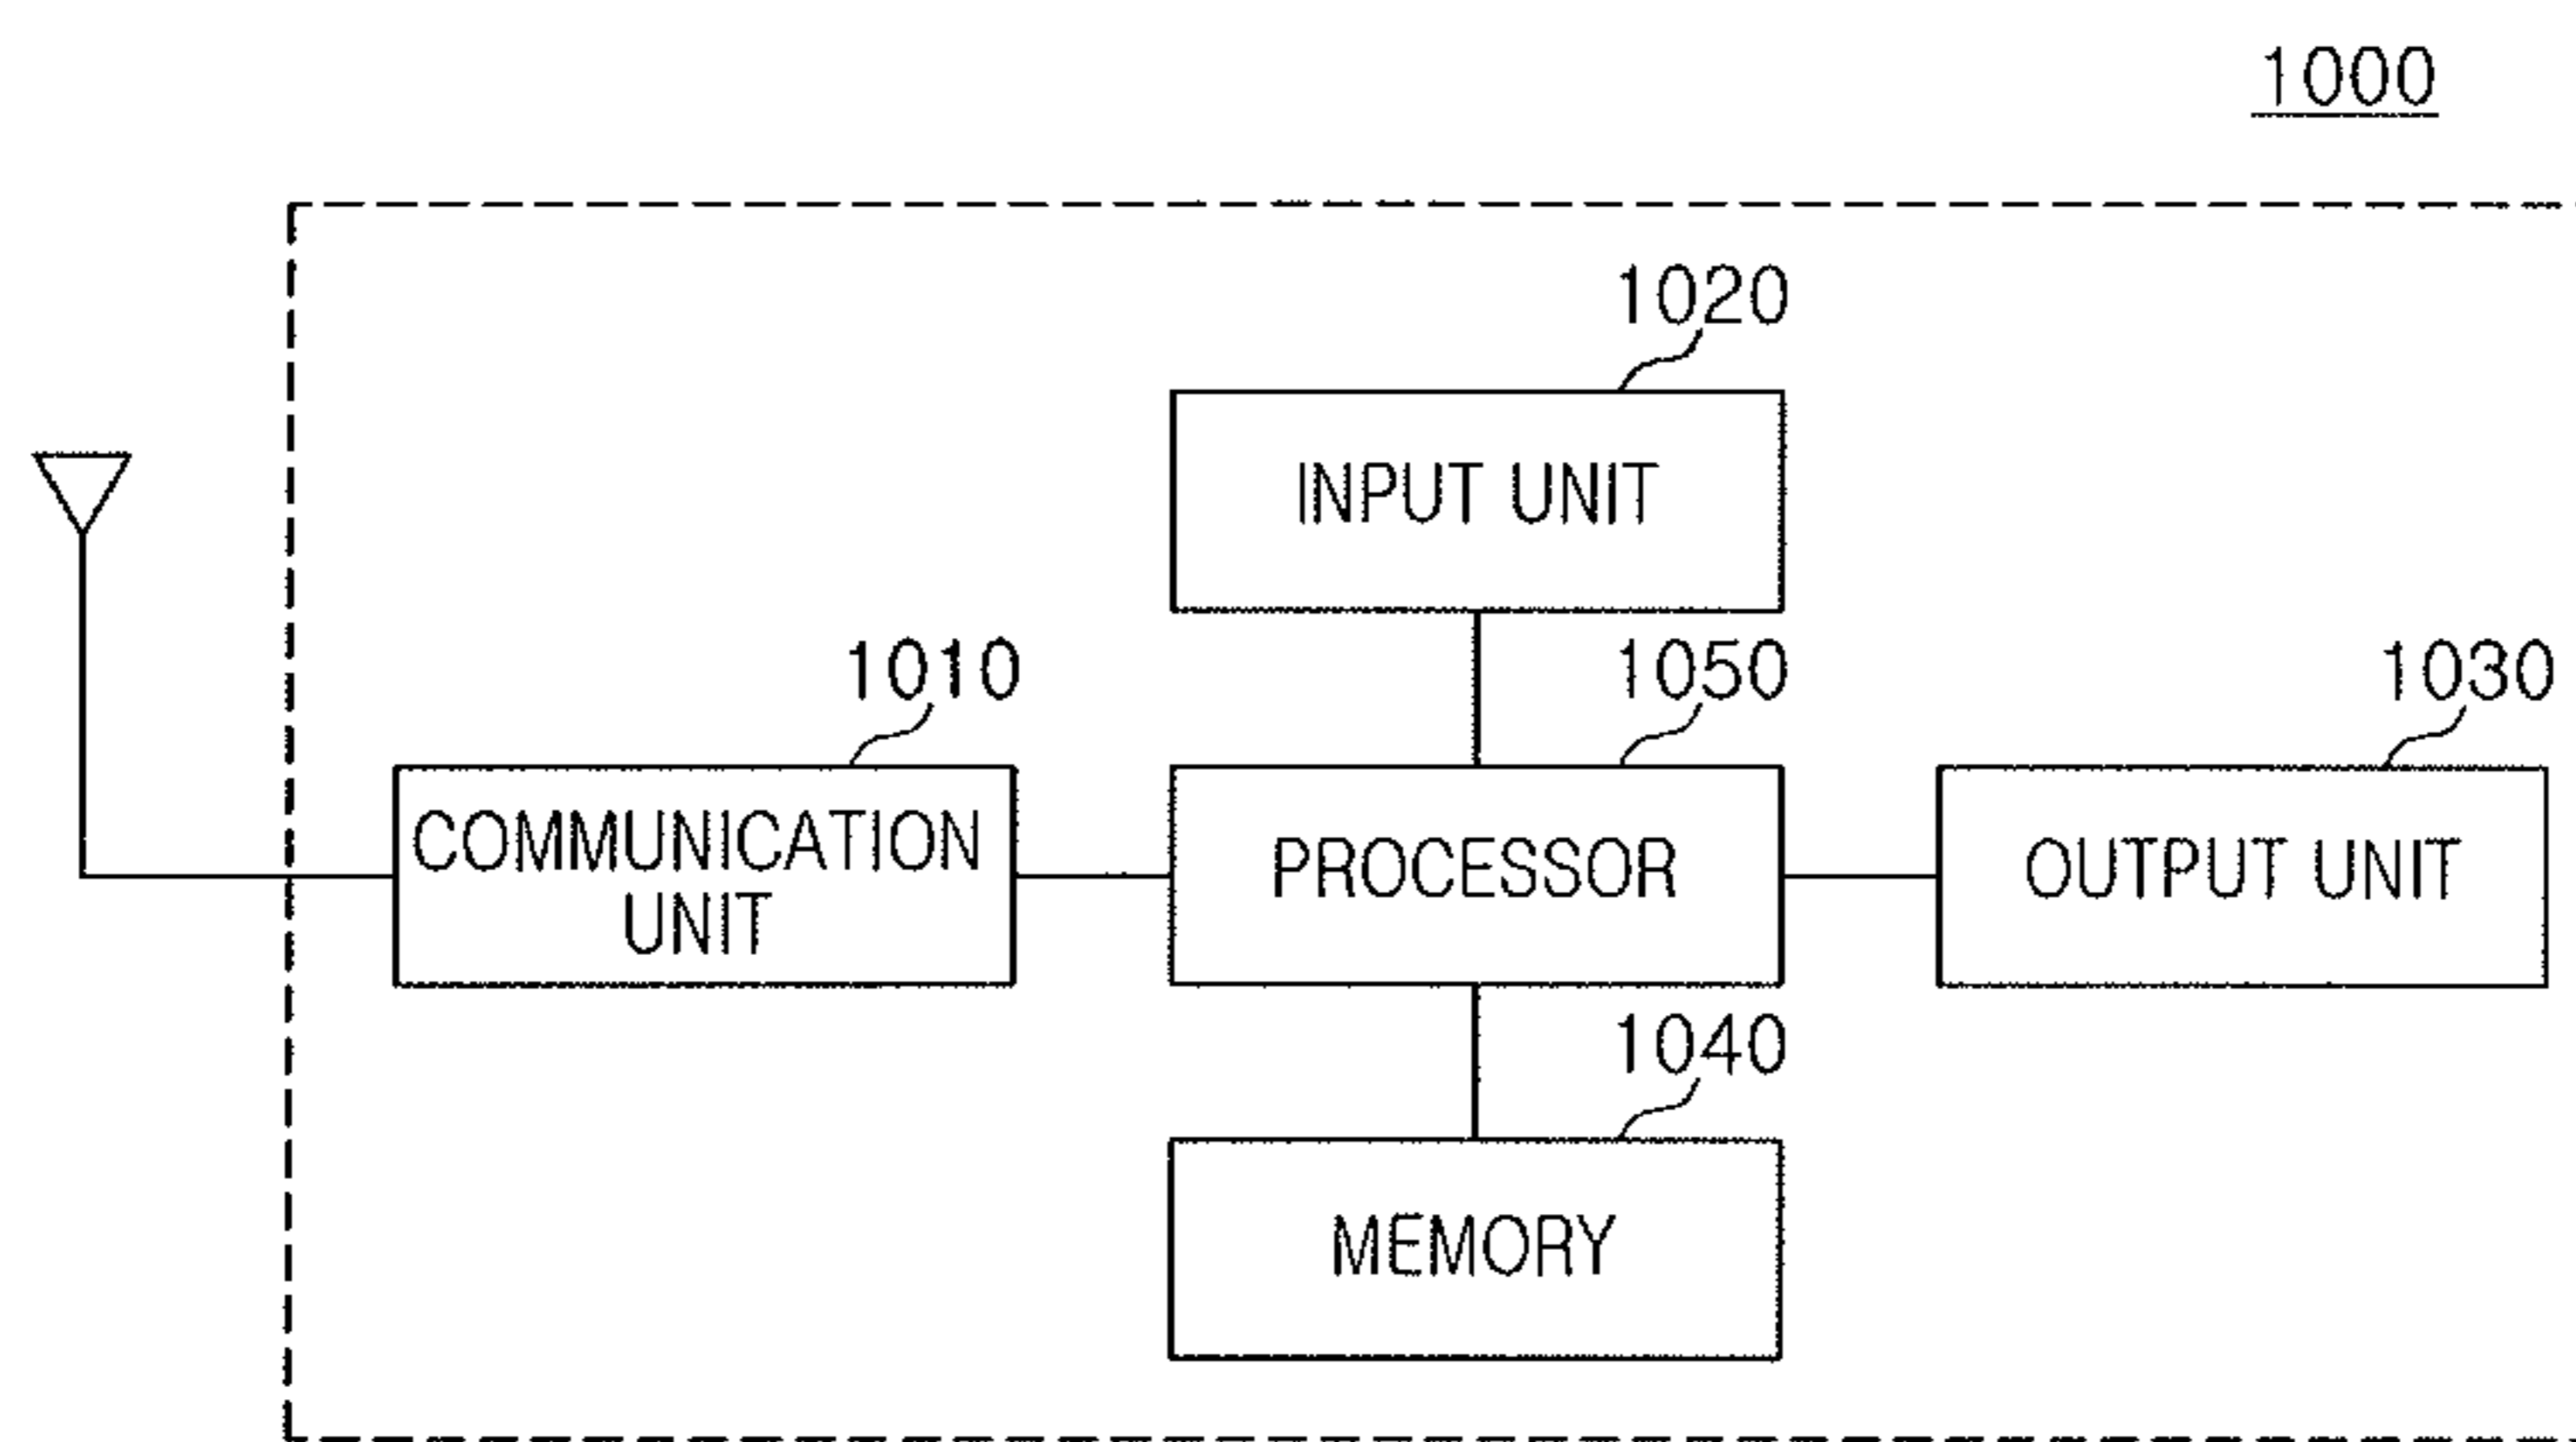 1000
1020
INPUT UNIT
1010
1050
1030
COMMUNICATION
UNIT
PROCESSOR
OUTPUT UNIT
1040
MEMORY